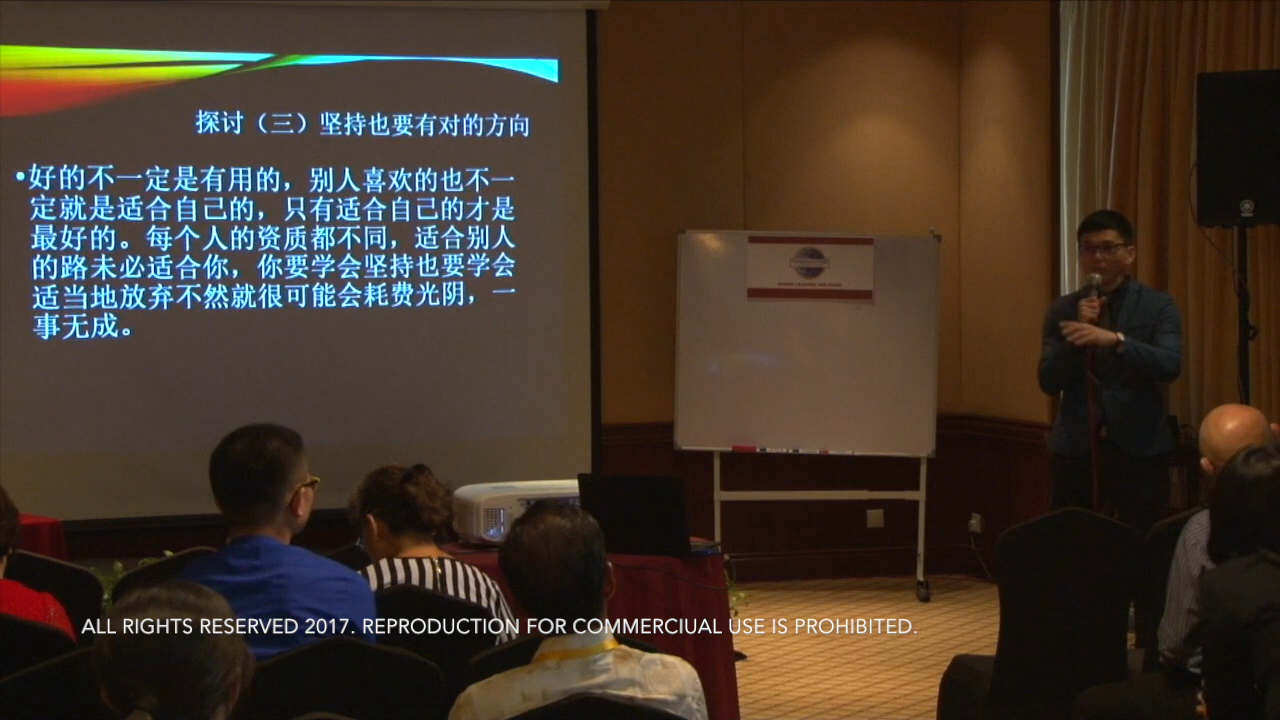 探讨（三）坚持也要有对的方向
•好的不一定是有用的，别人喜欢的也不一
定就是适合自己的，只有适合自己的才是
最好的。每个人的资质都不同，适合别人
的路未必适合你，你要学会坚持也要学会
适当地放弃不然就很可能会耗费光阴，一
事无成。
ALL RIGHTS RESERVED 2017. REPRODUCTION FOR COMMERCIUAL USE IS PROHIBITED.